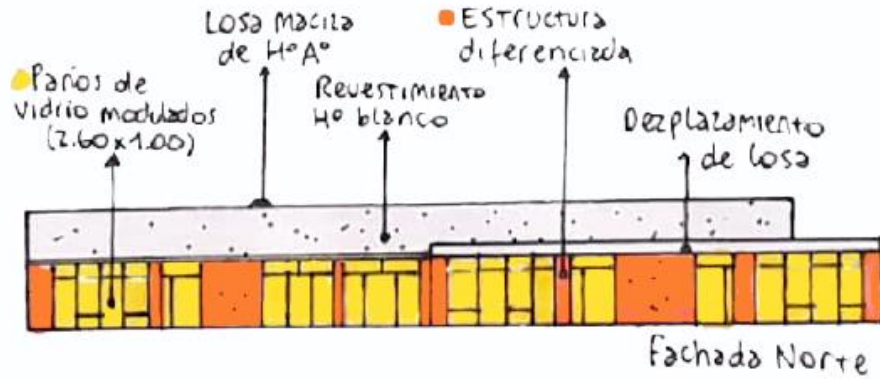 Losa maciza
de HºAº
ESTRUCTURA
diferenciada
Paños de
vidrio modulados
(2.60x1.00)
Revestimiento
Hº blanco
Dezplazamiento
de losa
Fachada Norte